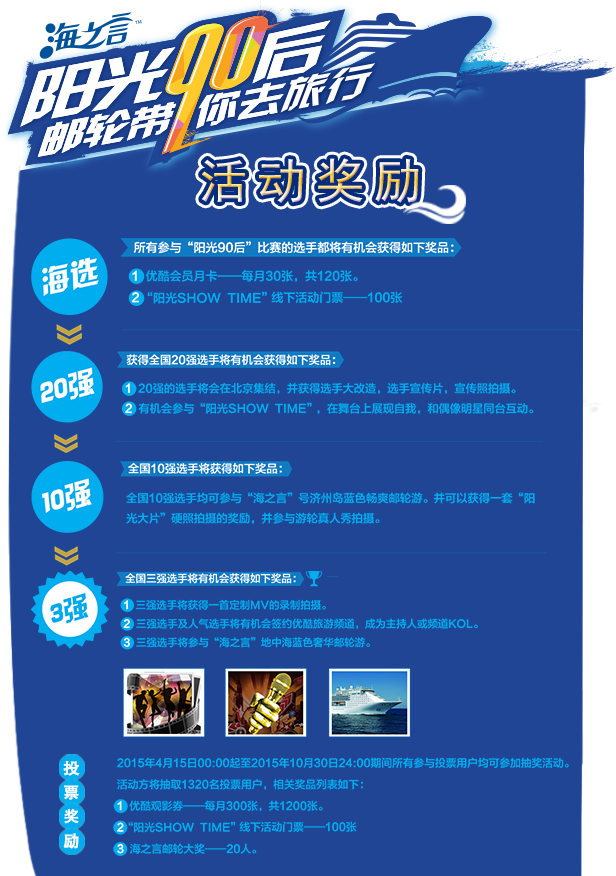 海之言™
阳光90后
邮轮带你去旅行
活动奖励
海选
所有参与“阳光90后”比赛的选手都将有机会获得如下奖品：
1 优酷会员月卡——每月30张，共120张。
2 “阳光SHOW TIME”线下活动门票——100张
20强
获得全国20强选手将有机会获得如下奖品：
1 20强的选手将会在北京集结，并获得选手大改造，选手宣传片，宣传照拍摄。
2 有机会参与“阳光SHOW TIME”，在舞台上展现自我，和偶像明星同台互动。
10强
全国10强选手将获得如下奖品：
全国10强选手均可参与“海之言”号济州岛蓝色畅爽邮轮游。并可以获得一套“阳
光大片”硬照拍摄的奖励，并参与游轮真人秀拍摄。
3强
全国三强选手将有机会获得如下奖品：
1 三强选手将获得一首定制MV的录制拍摄。
2 三强选手及人气选手将有机会签约优酷旅游频道，成为主持人或频道KOL。
3 三强选手将参与“海之言”地中海蓝色奢华邮轮游。
投票奖励
2015年4月15日00:00起至2015年10月30日24:00期间所有参与投票用户均可参加抽奖活动。
活动方将抽取1320名投票用户，相关奖品列表如下：
1 优酷观影券——每月300张，共1200张。
2 “阳光SHOW TIME”线下活动门票——100张
3 海之言邮轮大奖——20人。